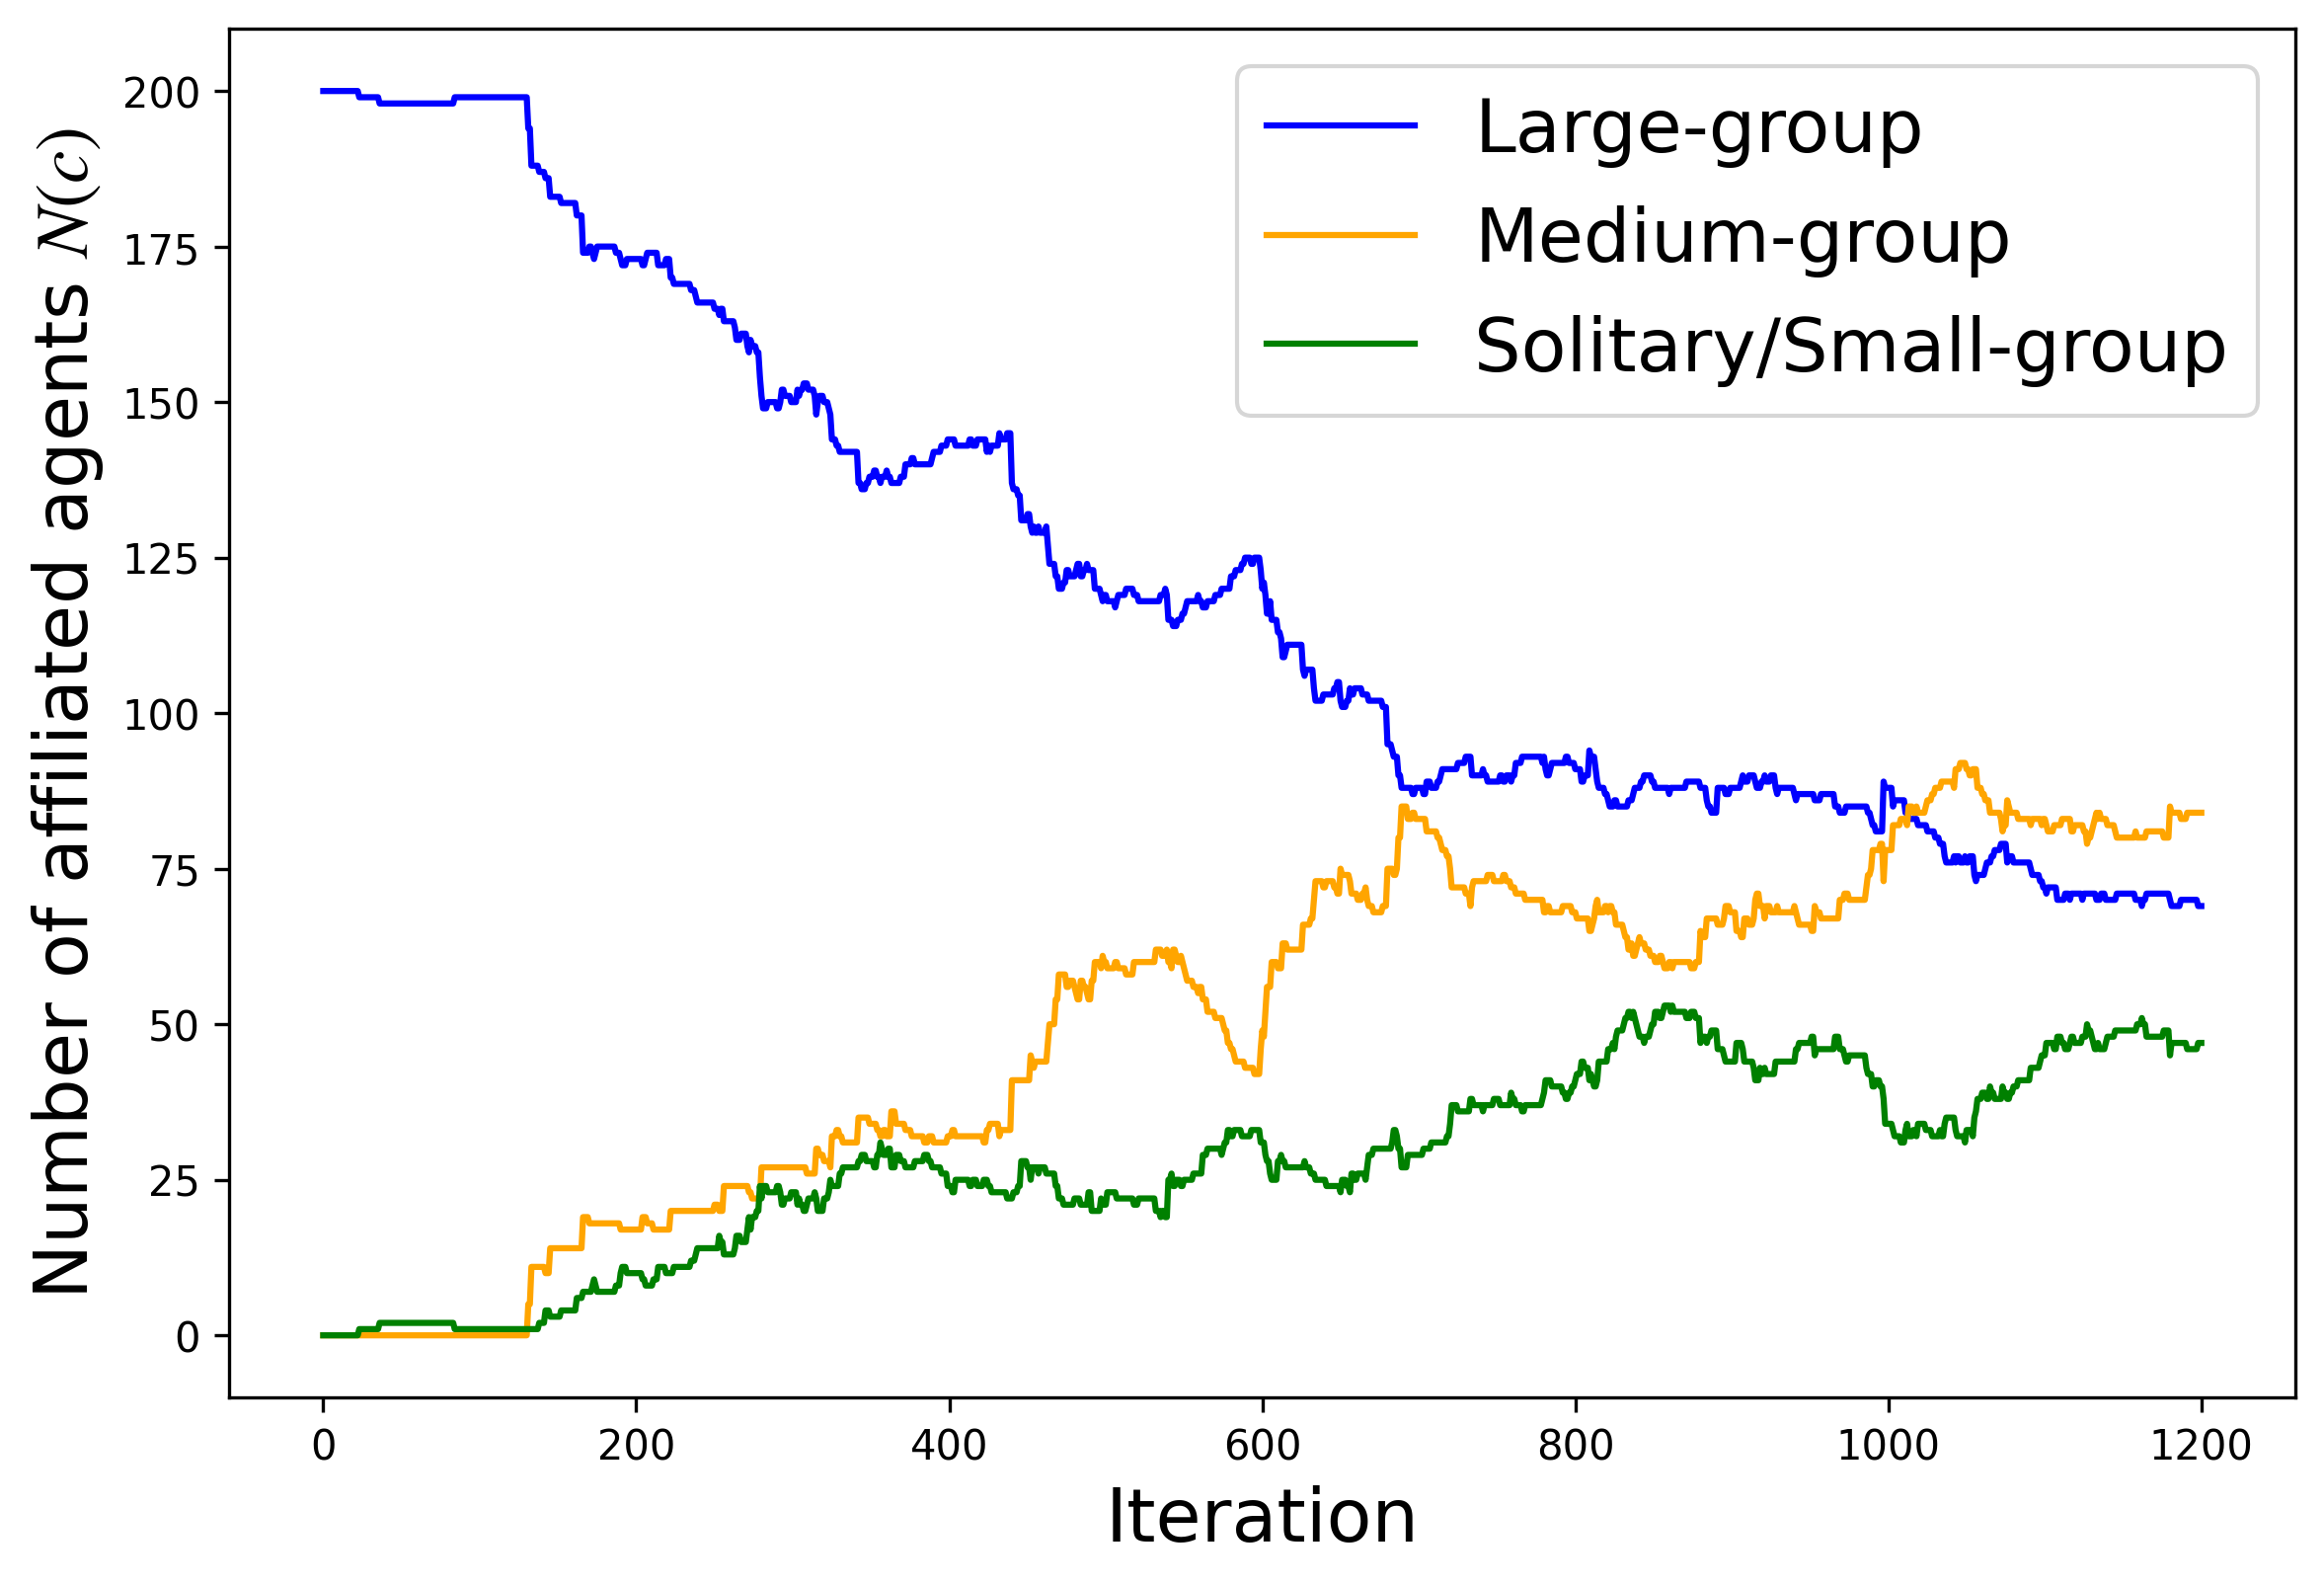 Number of affiliated agents N(c)
200
175
150
125
100
75
50
25
0
Large-group
Medium-group
Solitary/Small-group
0 200 400 600 800 1000 1200
Iteration